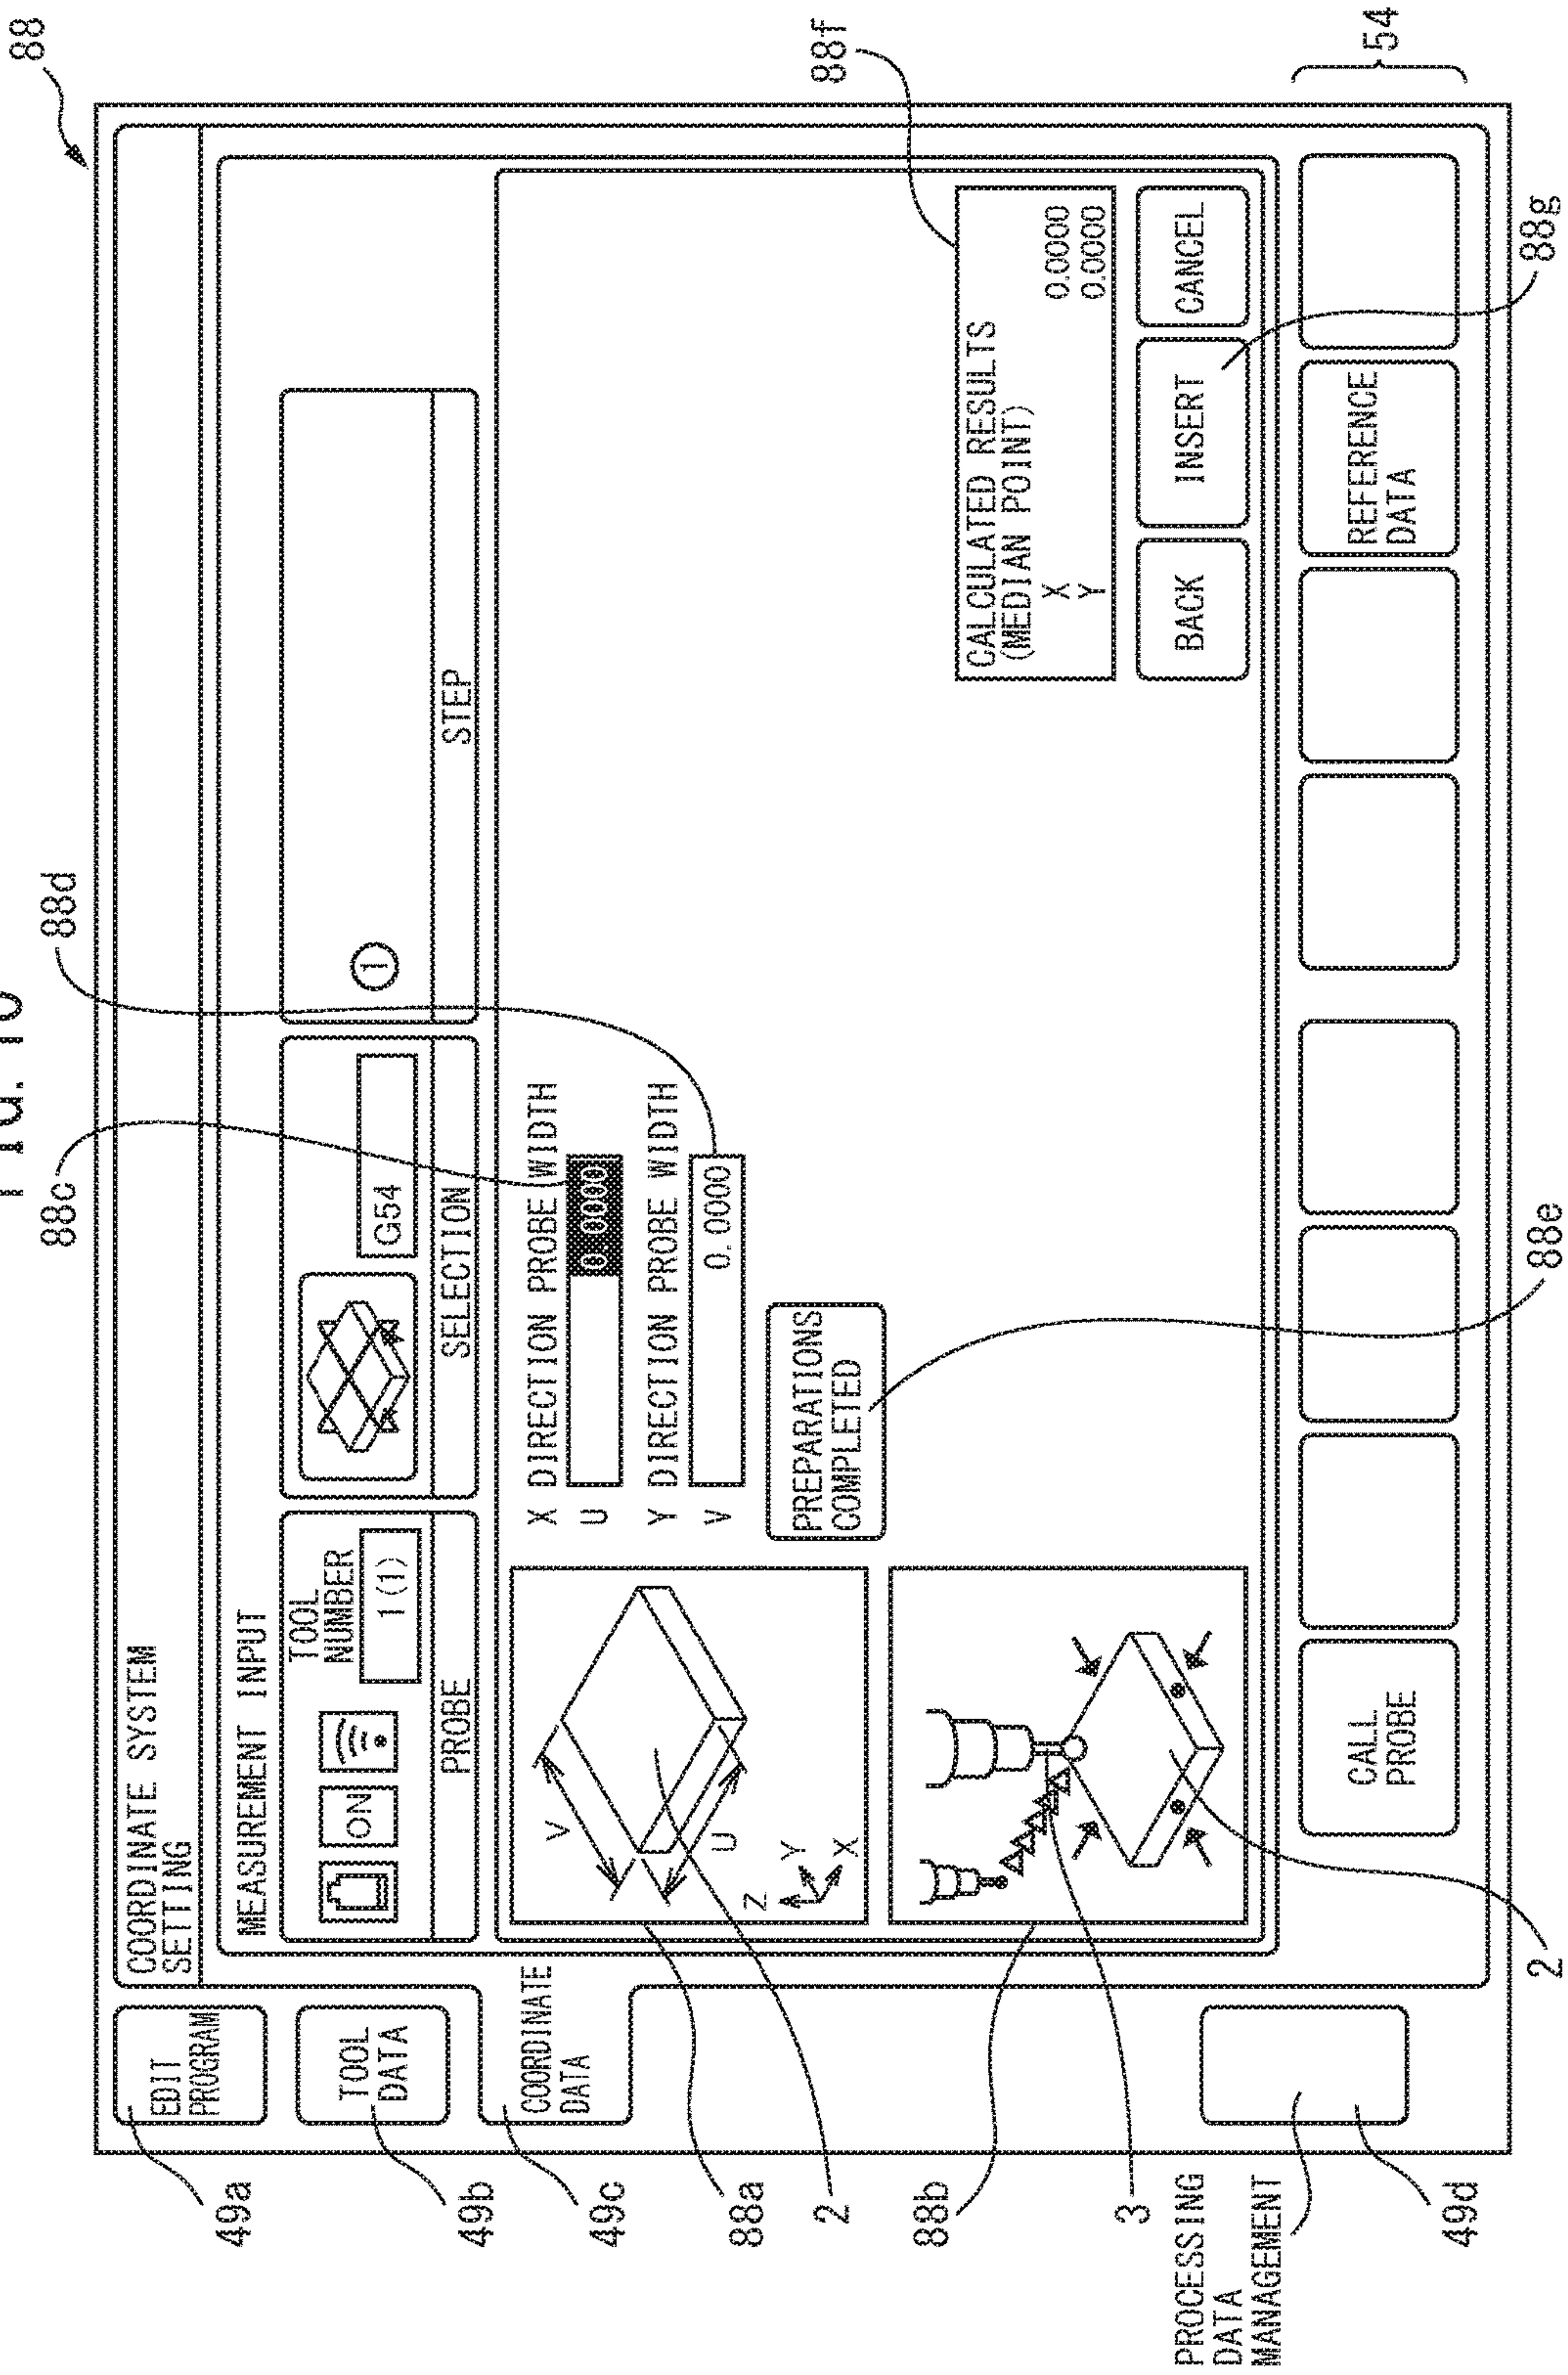 88
EDIT
PROGRAM
COORDINATE SYSTEM
SETTING
49a
TOOL
DATA
49b
COORDINATE
DATA
49c
MEASUREMENT INPUT
ON
TOOL
NUMBER
1(1)
PROBE
G54
SELECTION
①
STEP
88c
88d
V
U
Z
Y
X
88a
2
X DIRECTION PROBE WIDTH
U
0.0000
Y DIRECTION PROBE WIDTH
V
0.0000
PREPARATIONS
COMPLETED
88b
3
CALCULATED RESULTS
(MEDIAN POINT)
X 0.0000
Y 0.0000
88f
BACK
INSERT
CANCEL
PROCESSING
DATA
MANAGEMENT
49d
CALL
PROBE
REFERENCE
DATA
54
2
88e
88g